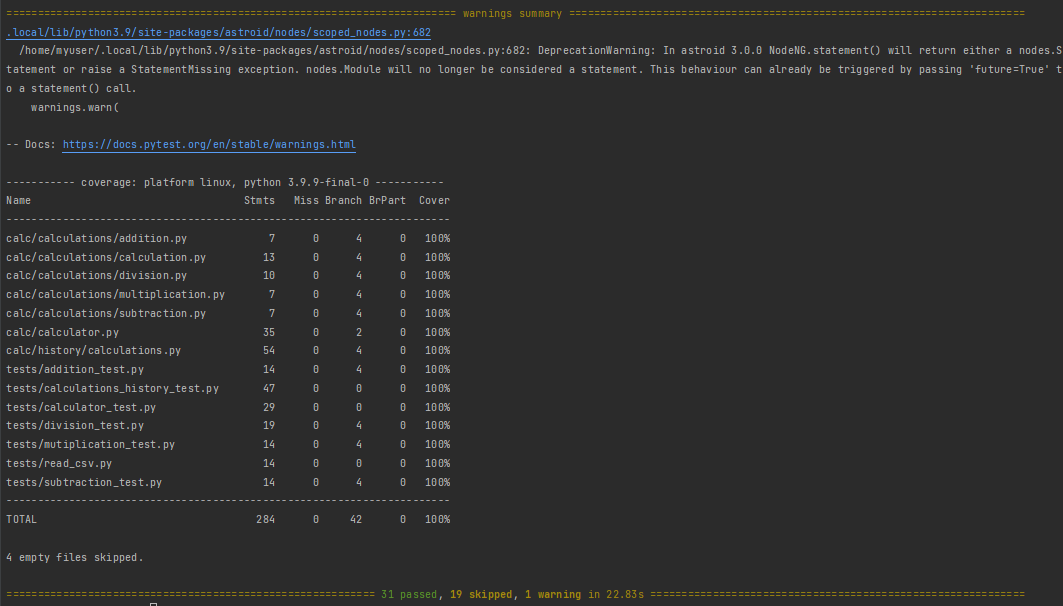 ======================================================================== warnings summary =========================================================================
.local/lib/python3.9/site-packages/astroid/nodes/scoped_nodes.py:682
  /home/myuser/.local/lib/python3.9/site-packages/astroid/nodes/scoped_nodes.py:682: DeprecationWarning: In astroid 3.0.0 NodeNG.statement() will return either a nodes.S
tatement or raise a StatementMissing exception. nodes.Module will no longer be considered a statement. This behaviour can already be triggered by passing 'future=True' t
o a statement() call.
    warnings.warn(
-- Docs: https://docs.pytest.org/en/stable/warnings.html
----------- coverage: platform linux, python 3.9.9-final-0 -----------
Name                                  Stmts   Miss Branch BrPart  Cover
-----------------------------------------------------------------------
calc/calculations/addition.py             7      0      4      0   100%
calc/calculations/calculation.py         13      0      4      0   100%
calc/calculations/division.py            10      0      4      0   100%
calc/calculations/multiplication.py       7      0      4      0   100%
calc/calculations/subtraction.py          7      0      4      0   100%
calc/calculator.py                       35      0      2      0   100%
calc/history/calculations.py             54      0      4      0   100%
tests/addition_test.py                   14      0      4      0   100%
tests/calculations_history_test.py       47      0      0      0   100%
tests/calculator_test.py                 29      0      0      0   100%
tests/division_test.py                   19      0      4      0   100%
tests/mutiplication_test.py              14      0      4      0   100%
tests/read_csv.py                        14      0      0      0   100%
tests/subtraction_test.py                14      0      4      0   100%
-----------------------------------------------------------------------
TOTAL                                   284      0     42      0   100%
4 empty files skipped.
=========================================================== 31 passed, 19 skipped, 1 warning in 22.83s ============================================================